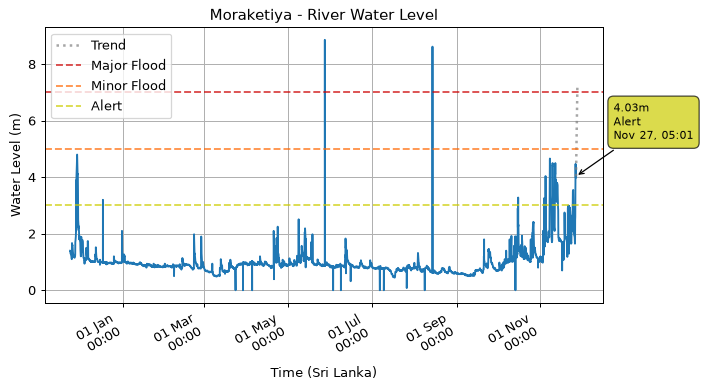 Moraketiya - River Water Level
Trend
Major Flood
Minor Flood
Alert
4.03m
Alert
Nov 27, 05:01
Water Level (m)
8
6
4
2
0
01 Jan
00:00
01 Mar
00:00
01 May
00:00
01 Jul
00:00
01 Sep
00:00
01 Nov
00:00
Time (Sri Lanka)